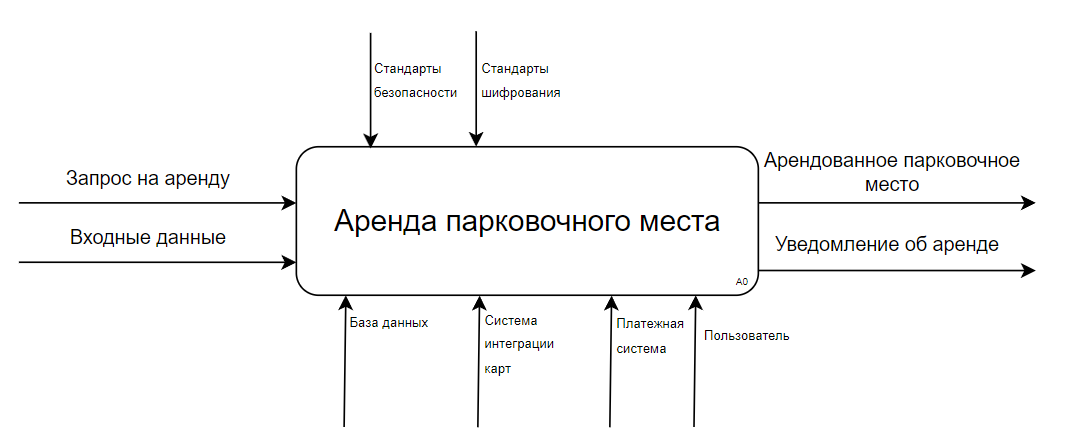 Стандарты
безопасности
Стандарты
шифрования
Запрос на аренду
Входные данные
Аренда парковочного места
A0
Арендованное парковочное
место
Уведомление об аренде
База данных
Система
интеграции
карт
Платежная
система
Пользователь